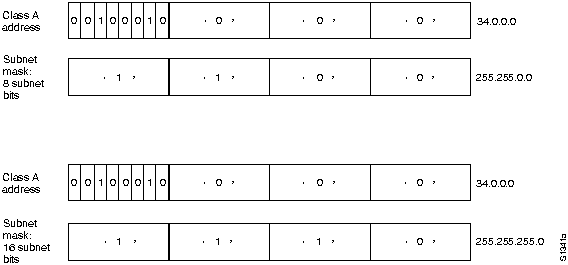 Class A
address
0 0 1 0 0 0 1 0 ' 0 ' ' 0 ' ' 0 ' 34.0.0.0
Subnet
mask:
8 subnet
bits
' 1 ' ' 1 ' ' 0 ' ' 0 ' 255.255.0.0
Class A
address
0 0 1 0 0 0 1 0 ' 0 ' ' 0 ' ' 0 ' 34.0.0.0
Subnet
mask:
16 subnet
bits
' 1 ' ' 1 ' ' 1 ' ' 0 ' 255.255.255.0
S1341a